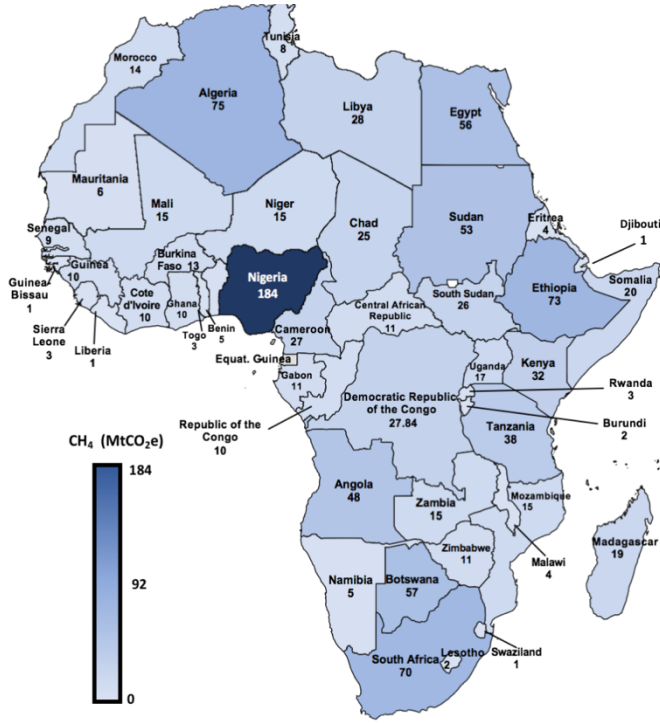 Tunisia
8
Morocco
14
Algeria
75
Libya
28
Egypt
56
Mauritania
6
Mali
15
Niger
15
Chad
25
Sudan
53
Eritrea
4
Djibouti
1
Senegal
9
Guinea
10
Burkina
Faso 13
Nigeria
184
Guinea
Bissau
1
Cote
d'Ivoire
10
Ghana
10
South Sudan
26
Ethiopia
73
Somalia
20
Sierra
Leone
3
Liberia
1
Togo
3
Benin
5
Cameroon
27
Central African
Republic
11
Equat. Guinea
Gabon
11
Uganda
17
Kenya
32
Rwanda
3
Democratic Republic
of the Congo
27.84
Republic of the
Congo
10
Burundi
2
Tanzania
38
CH₄ (MtCO₂e)
184
92
0
Angola
48
Zambia
15
Mozambique
15
Malawi
4
Madagascar
19
Zimbabwe
11
Namibia
5
Botswana
57
South Africa
70
Lesotho
2
Swaziland
1